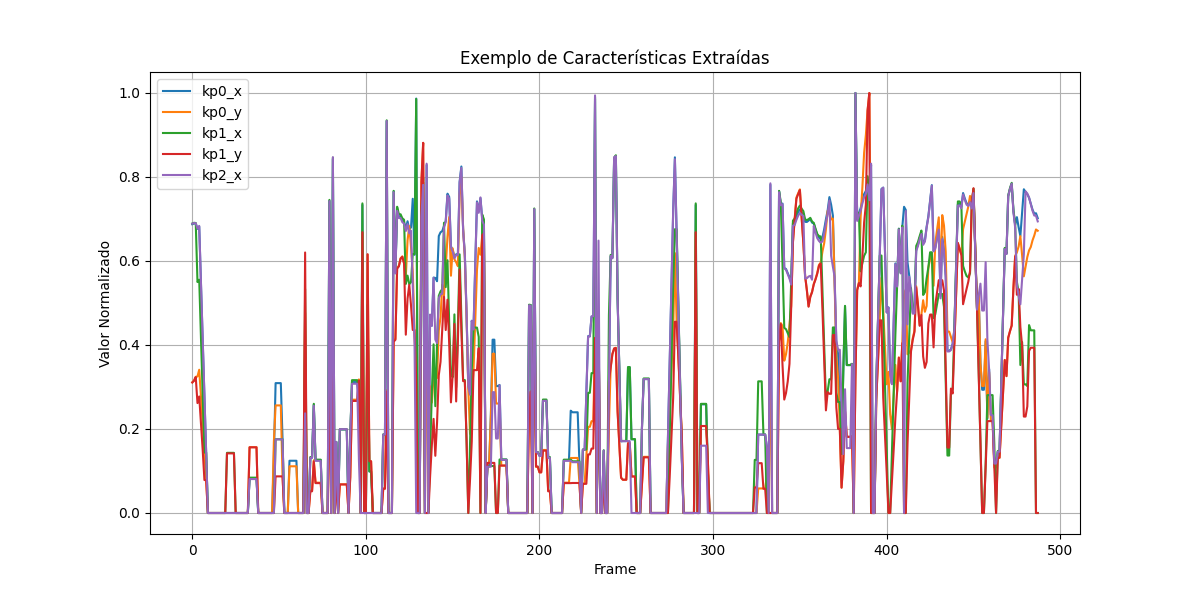 Exemplo de Características Extraídas
kp0_x
kp0_y
kp1_x
kp1_y
kp2_x
Valor Normalizado
1.0
0.8
0.6
0.4
0.2
0.0
0 100 200 300 400 500
Frame